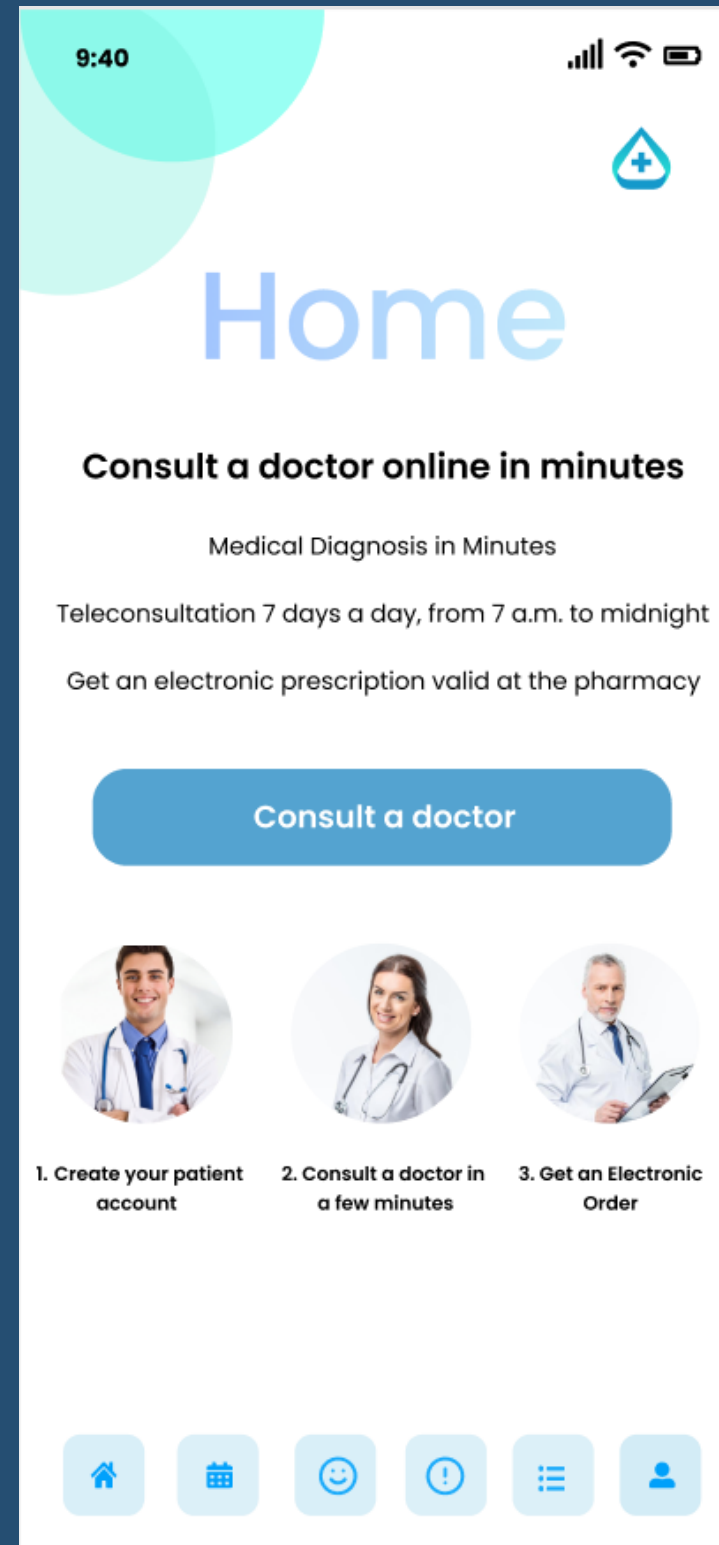 9:40
Home
Consult a doctor online in minutes
Medical Diagnosis in Minutes
Teleconsultation 7 days a day, from 7 a.m. to midnight
Get an electronic prescription valid at the pharmacy
Consult a doctor
1. Create your patient
account
2. Consult a doctor in
a few minutes
3. Get an Electronic
Order